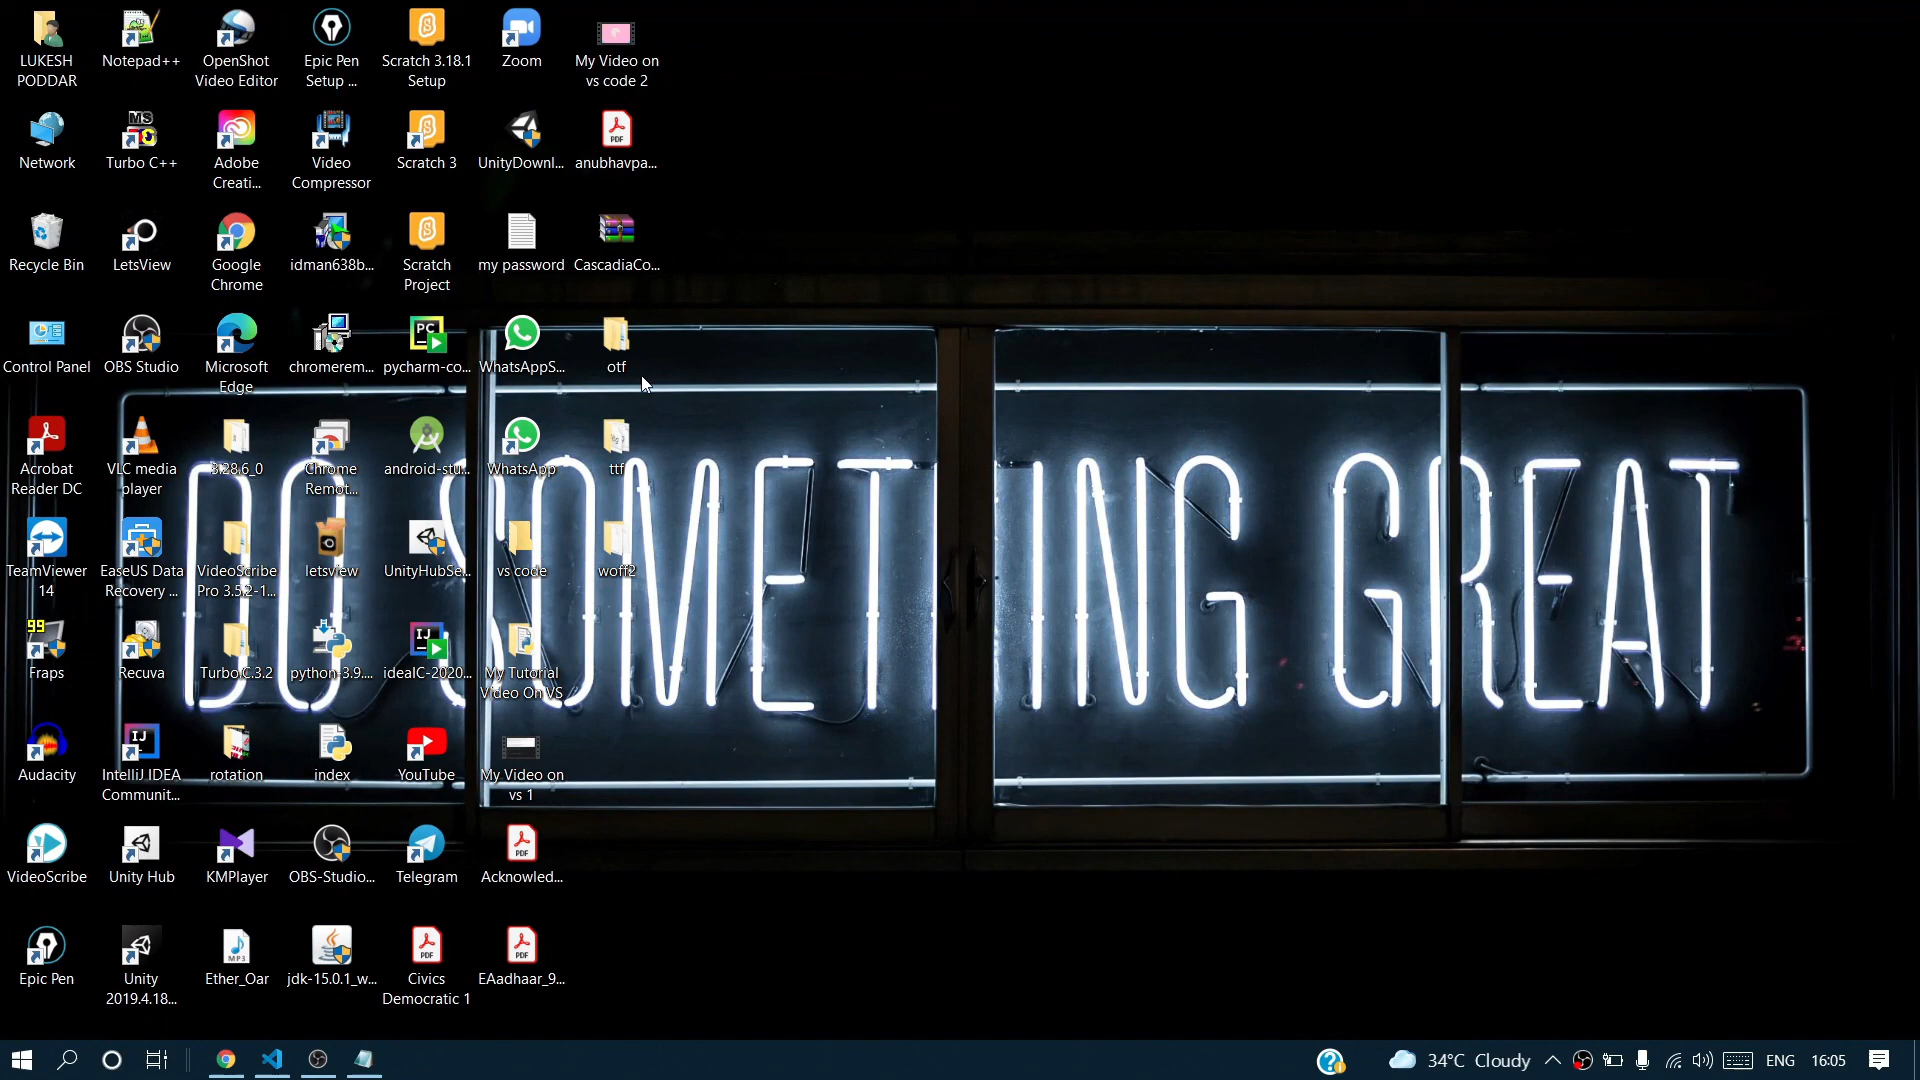 LUKESH
PODDAR
Notepad++
OpenShot
Video Editor
Epic Pen
Setup ...
Scratch 3.18.1
Setup
Zoom
My Video on
vs code 2
Network
Turbo C++
Adobe
Creati...
Video
Compressor
Scratch 3
UnityDownl...
anubhavpa...
Recycle Bin
LetsView
Google
Chrome
idman638b...
Scratch
Project
my password
CascadiaCo...
Control Panel
OBS Studio
Microsoft
Edge
chromerem...
pycharm-co...
WhatsAppS...
otf
Acrobat
Reader DC
VLC media
player
3.28.6_0
Chrome
Remot...
android-stu...
WhatsApp
ttf
TeamViewer
14
EaseUS Data
Recovery ...
VideoScribe
Pro 3.5.2-1...
letsview
UnityHubSe...
vs code
woff2
DO SOMETHING GREAT
Fraps
Recuva
Turbo.C.3.2
python-3.9....
ideaIC-2020...
My Tutorial
Video On VS
Audacity
IntelliJ IDEA
Communit...
rotation
index
YouTube
My Video on
vs 1
VideoScribe
Unity Hub
KMPlayer
OBS-Studio...
Telegram
Acknowled...
Epic Pen
Unity
2019.4.18...
Ether_Oar
jdk-15.0.1_w...
Civics
Democratic 1
EAadhaar_9...
34°C Cloudy
ENG
16:05